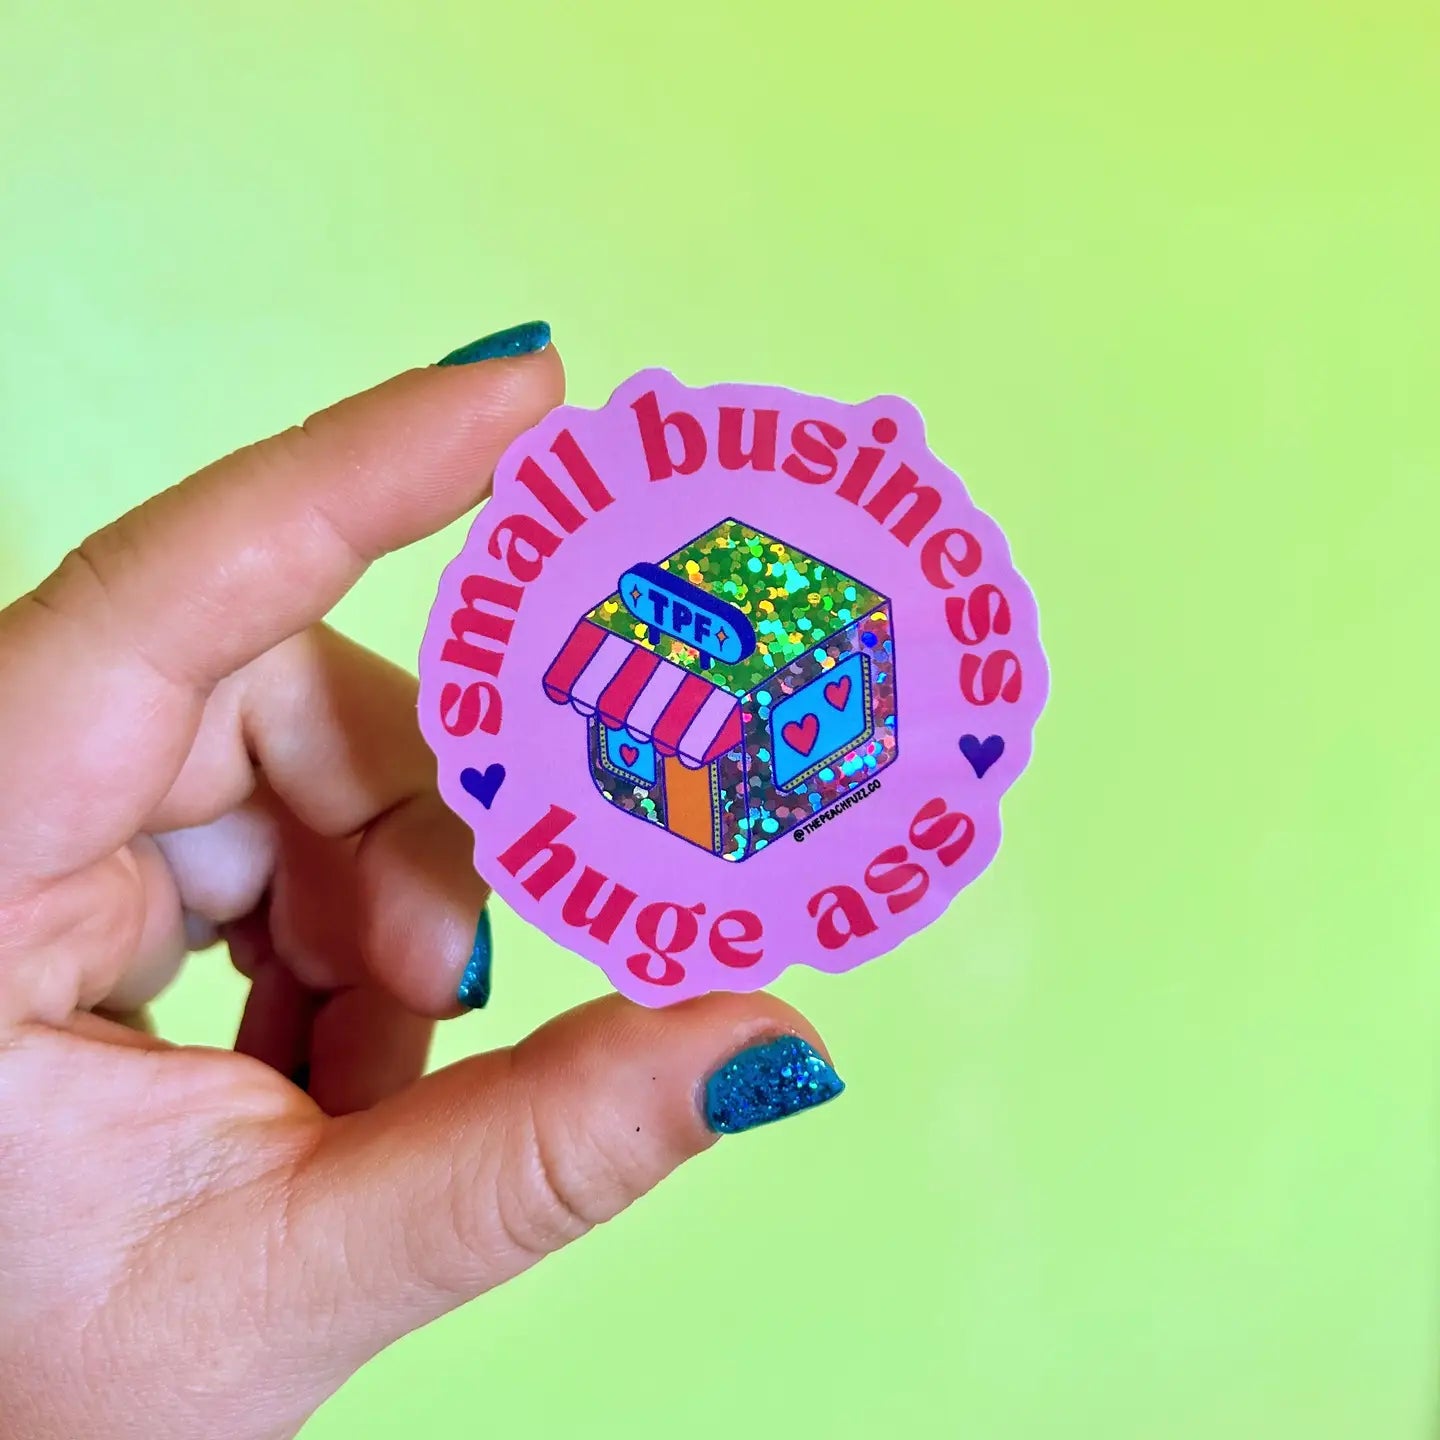 small business
TPF
@THEPEACHFUZZ.CO
huge ass